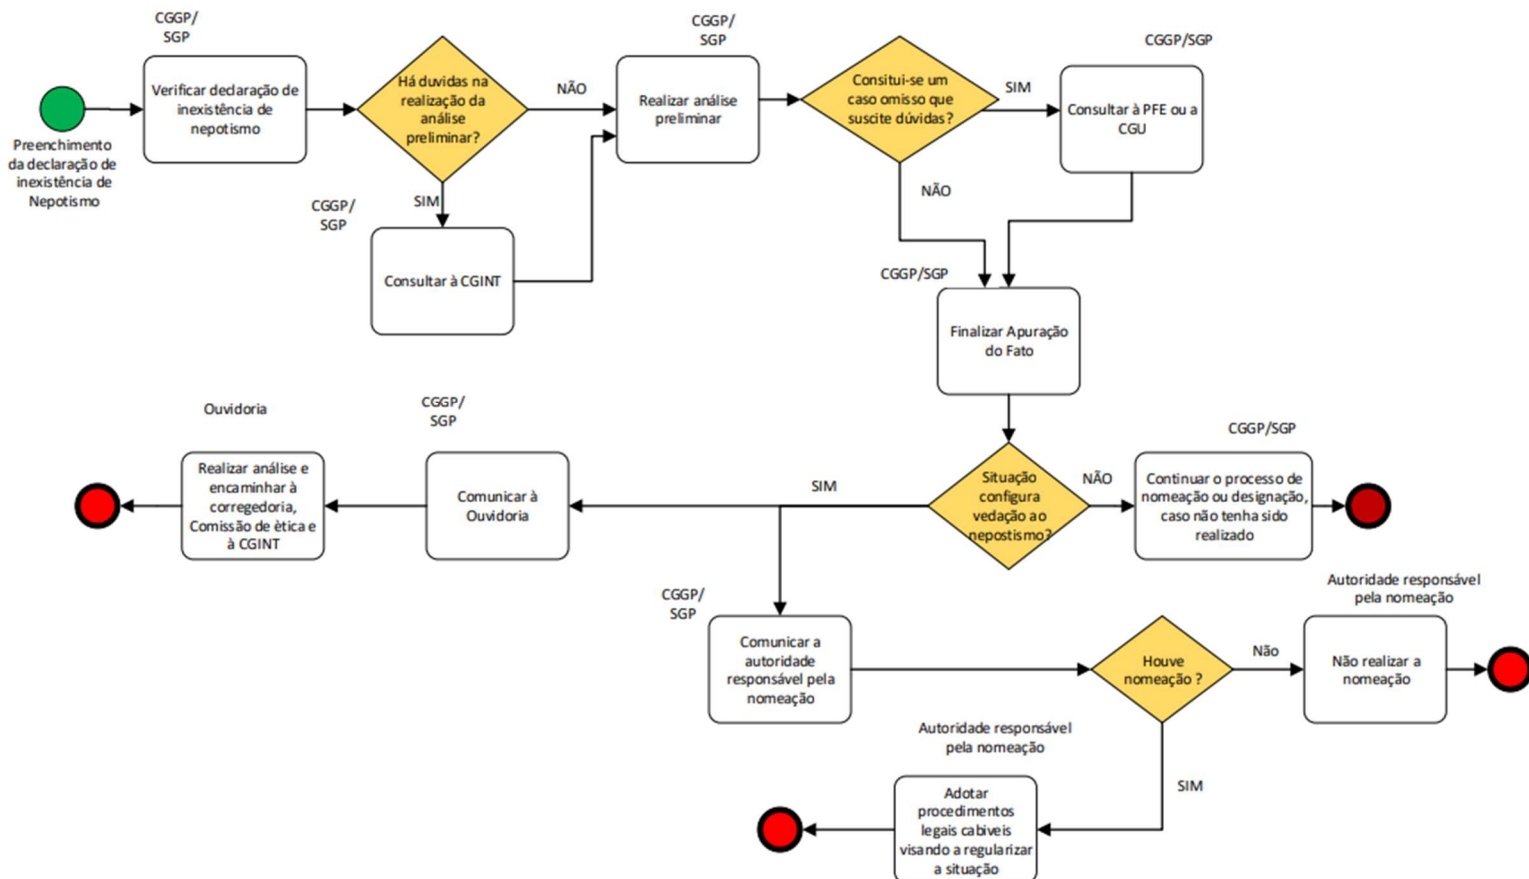 CGGP/
SGP
Verificar declaração de
inexistência de
nepotismo
Preenchimento
da declaração de
inexistência de
Nepotismo
Há duvidas na
realização da
análise
preliminar?
NÃO
SIM
CGGP/
SGP
Consultar à CGINT
CGGP/
SGP
Realizar análise
preliminar
Consitui-se um
caso omisso que
suscite dúvidas?
SIM
NÃO
CGGP/SGP
Consultar à PFE ou a
CGU
CGGP/SGP
Finalizar Apuração
do Fato
Situação
configura
vedação ao
nepostismo?
NÃO
SIM
CGGP/SGP
Continuar o processo de
nomeação ou designação,
caso não tenha sido
realizado
CGGP/
SGP
Comunicar à
Ouvidoria
Ouvidoria
Realizar análise e
encaminhar à
corregedoria,
Comissão de ètica e
à CGINT
CGGP/
SGP
Comunicar a
autoridade
responsável pela
nomeação
Houve
nomeação ?
Não
SIM
Autoridade responsável
pela nomeação
Não realizar a
nomeação
Autoridade responsável
pela nomeação
Adotar
procedimentos
legais cabiveis
visando a regularizar
a situação